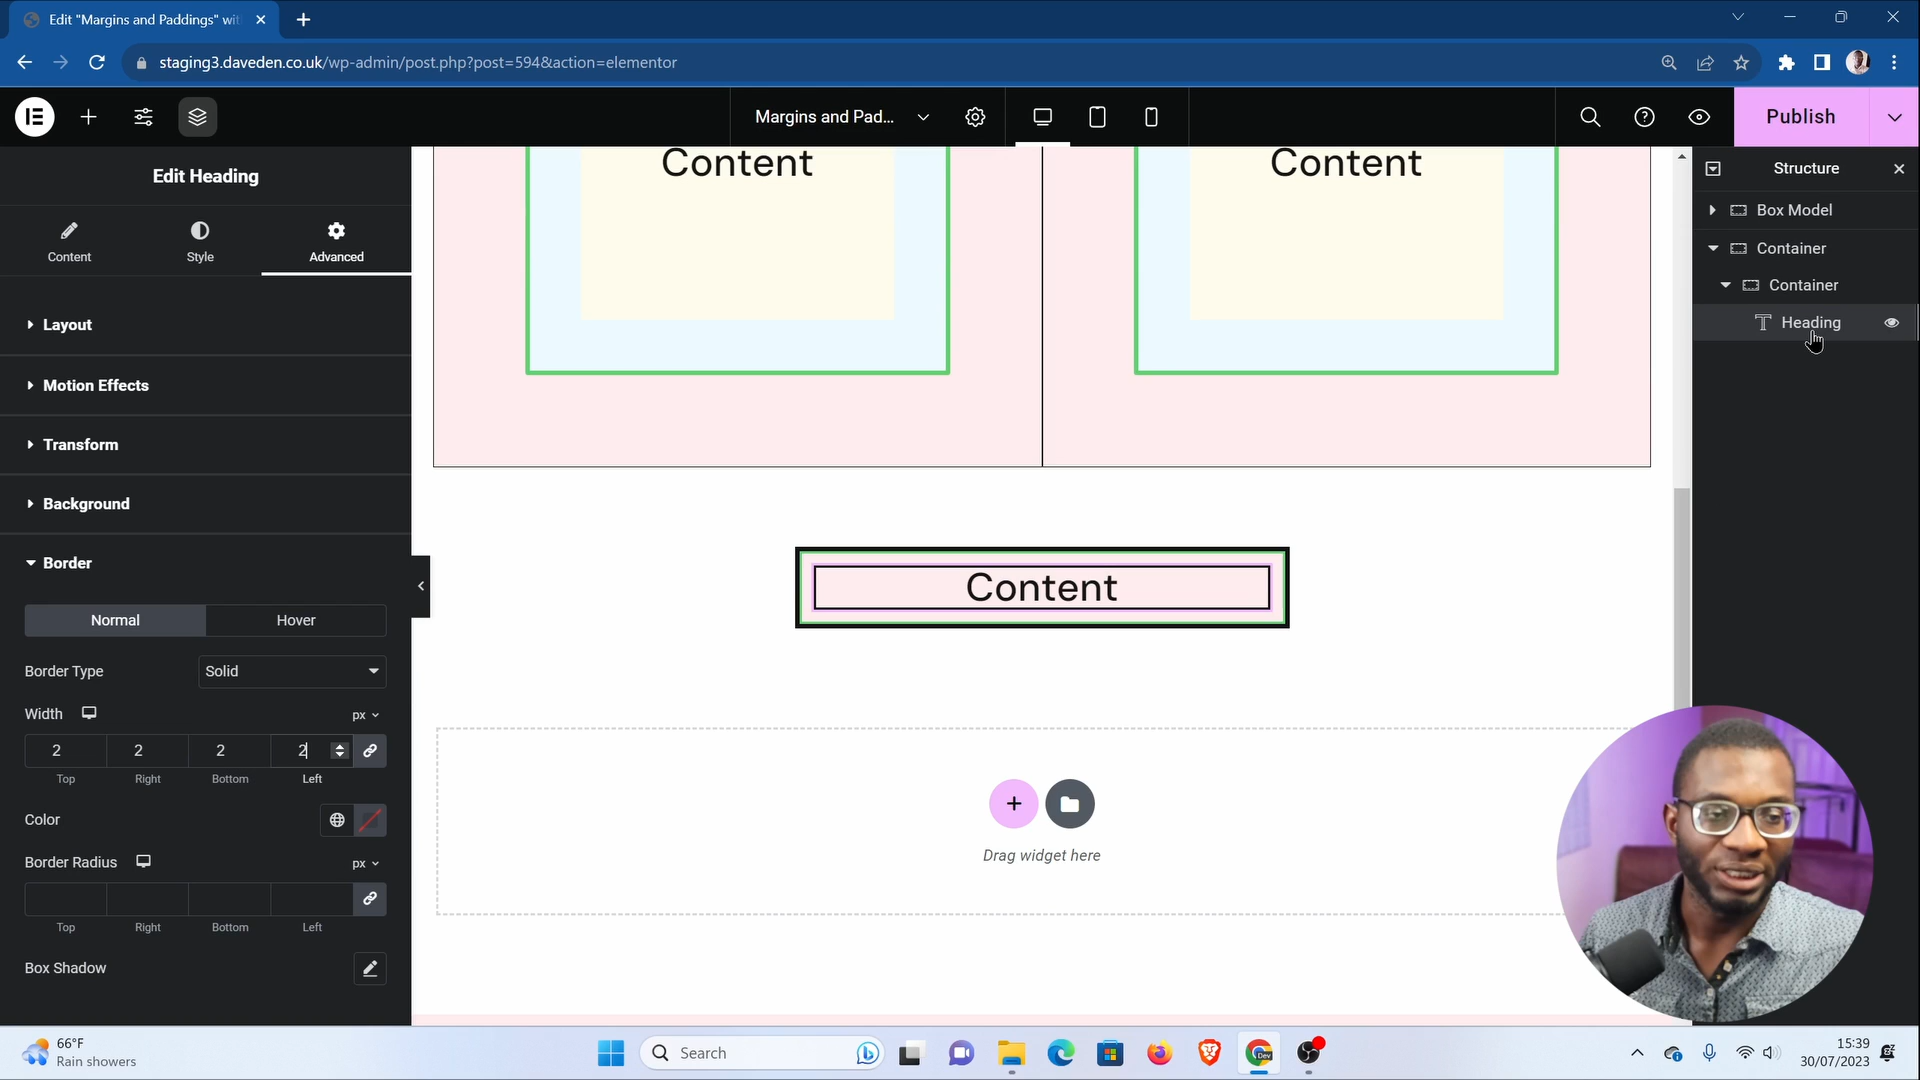 Edit "Margins and Paddings" wit
staging3.daveden.co.uk/wp-admin/post.php?post=594&action=elementor
Margins and Pad...
Publish
Edit Heading
Content
Style
Advanced
Layout
Motion Effects
Transform
Background
Border
Normal
Hover
Border Type
Solid
Width
px
2
2
2
2
Top
Right
Bottom
Left
Color
Border Radius
px
Top
Right
Bottom
Left
Box Shadow
Content
Content
Content
Drag widget here
Structure
Box Model
Container
Container
Heading
66°F
Rain showers
Search
Dev
15:39
30/07/2023